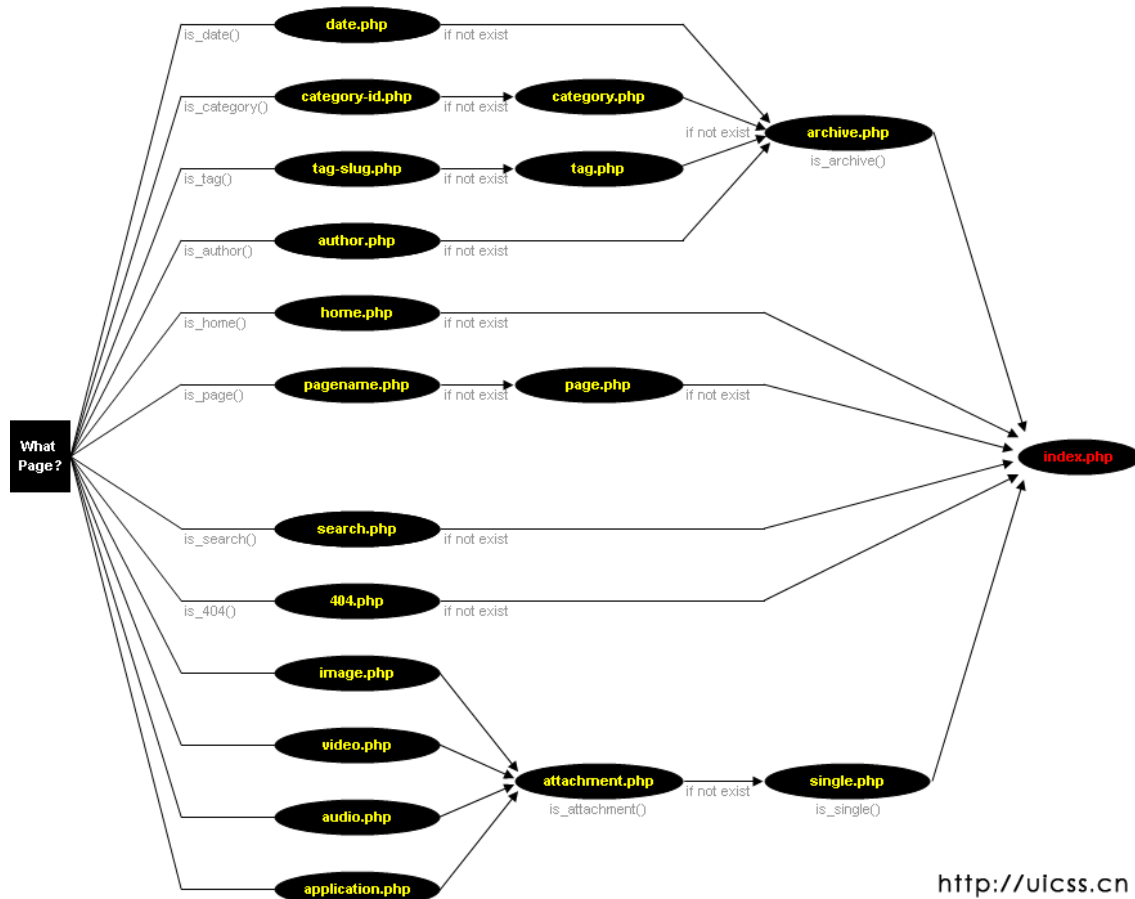 date.php
is_date()
if not exist
category-id.php
category.php
is_category()
if not exist
if not exist
archive.php
is_archive()
tag-slug.php
tag.php
is_tag()
if not exist
author.php
is_author()
if not exist
home.php
is_home()
if not exist
pagename.php
page.php
is_page()
if not exist
if not exist
What
Page?
index.php
search.php
is_search()
if not exist
404.php
is_404()
if not exist
image.php
video.php
attachment.php
is_attachment()
if not exist
single.php
is_single()
audio.php
application.php
http://uicss.cn